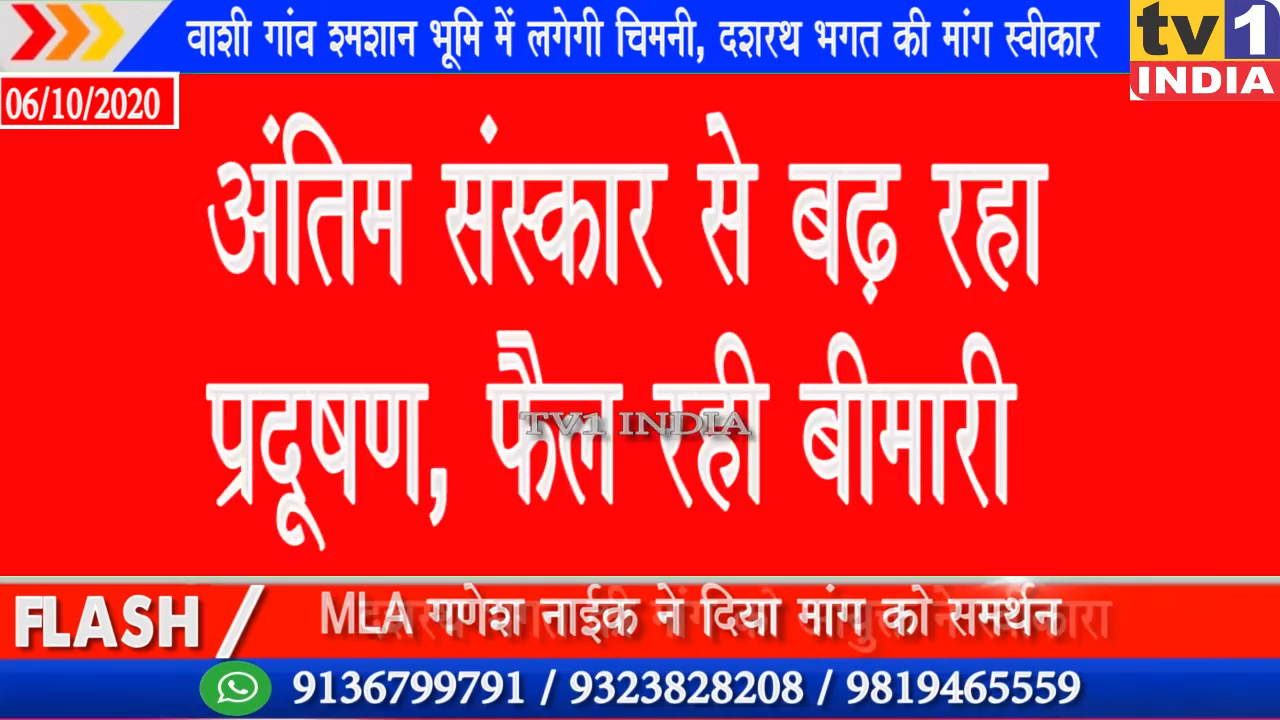 वाशी गांव श्मशान भूमि में लगेगी चिमनी, दशरथ भगत की मांग स्वीकार
tv1
INDIA
06/10/2020
अंतिम संस्कार से बढ़ रहा
प्रदूषण, फैल रही बीमारी
TV1 INDIA
FLASH / MLA गणेश नाईक ने दिया मांग को समर्थन
9136799791 / 9323828208 / 9819465559